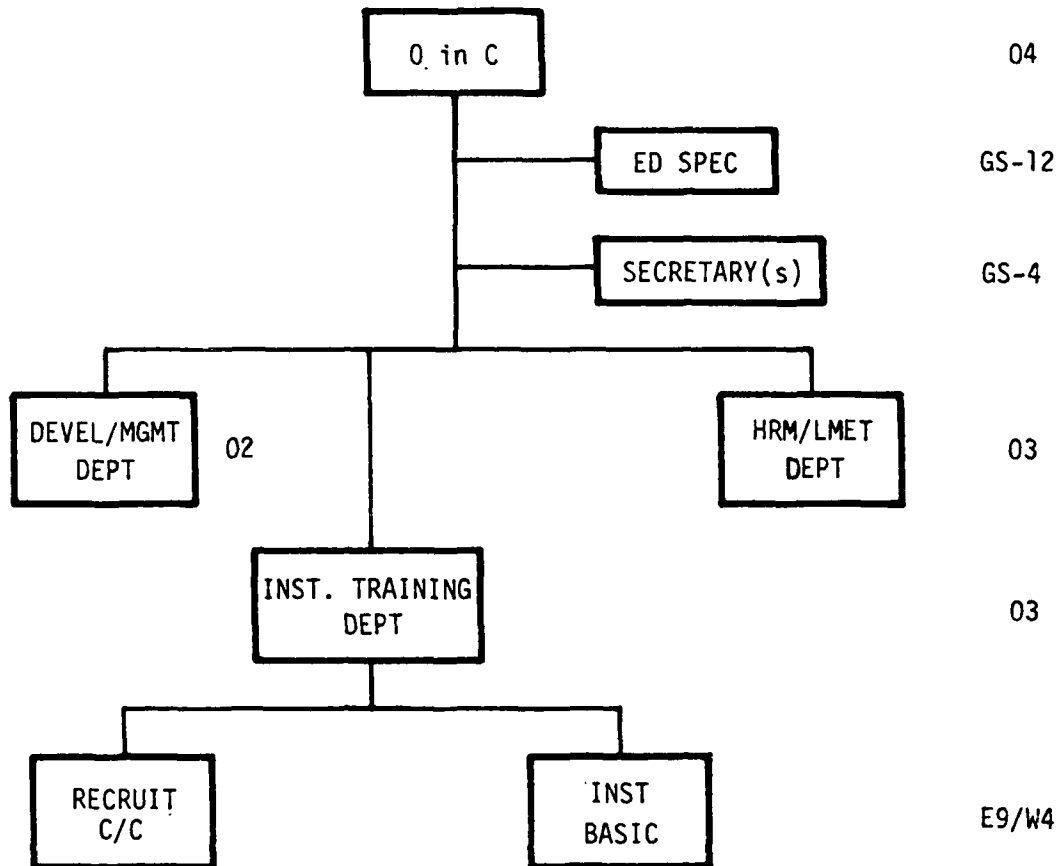 O in C
04
ED SPEC
GS-12
SECRETARY(s)
GS-4
DEVEL/MGMT
DEPT
02
HRM/LMET
DEPT
03
INST. TRAINING
DEPT
03
RECRUIT
C/C
INST
BASIC
E9/W4